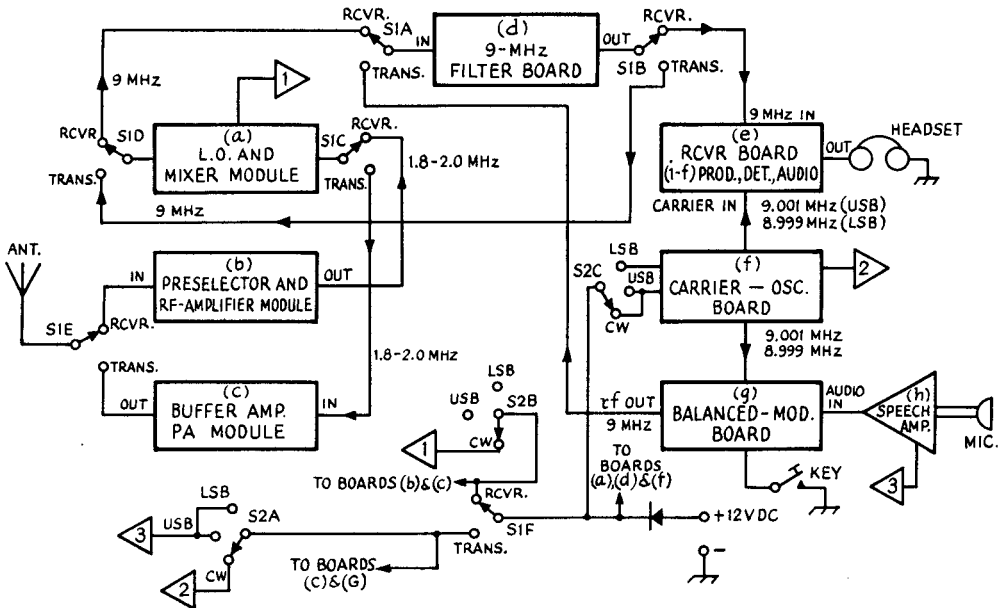 RCVR.
S1A
IN
(d)
9-MHz
FILTER BOARD
OUT
RCVR.
S1B
TRANS.
TRANS.
9 MHz
1
RCVR
S1D
TRANS.
(a)
L.O. AND
MIXER MODULE
S1C
RCVR.
TRANS.
1.8-2.0 MHz
9 MHz IN
(e)
RCVR BOARD
(i-f) PROD., DET., AUDIO
OUT
HEADSET
9 MHz
CARRIER IN
9.001 MHz (USB)
8.999 MHz (LSB)
ANT.
IN
(b)
PRESELECTOR AND
RF-AMPLIFIER MODULE
OUT
S1E
RCVR.
TRANS.
S2C
LSB
USB
CW
(f)
CARRIER – OSC.
BOARD
2
9.001 MHz
8.999 MHz
1.8-2.0 MHz
OUT
(c)
BUFFER AMP.
PA MODULE
IN
LSB
USB
S2B
CW
1
rf OUT
9 MHz
(g)
BALANCED-MOD.
BOARD
AUDIO
IN
(h)
SPEECH
AMP.
MIC.
3
KEY
TO
BOARDS
(a),(d)&(f)
TO BOARDS (b)&(c)
RCVR.
S1F
TRANS.
+12VDC
-
LSB
3
USB
S2A
CW
2
TO BOARDS
(C)&(G)